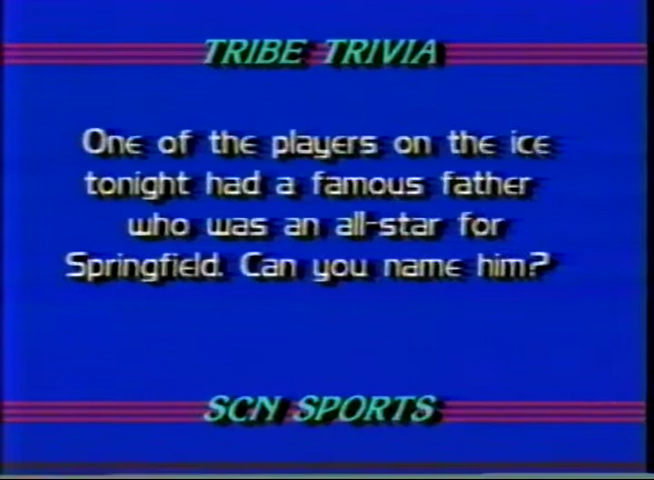 TRIBE TRIVIA
One of the players on the ice
tonight had a famous father
who was an all-star for
Springfield. Can you name him?
SCN SPORTS